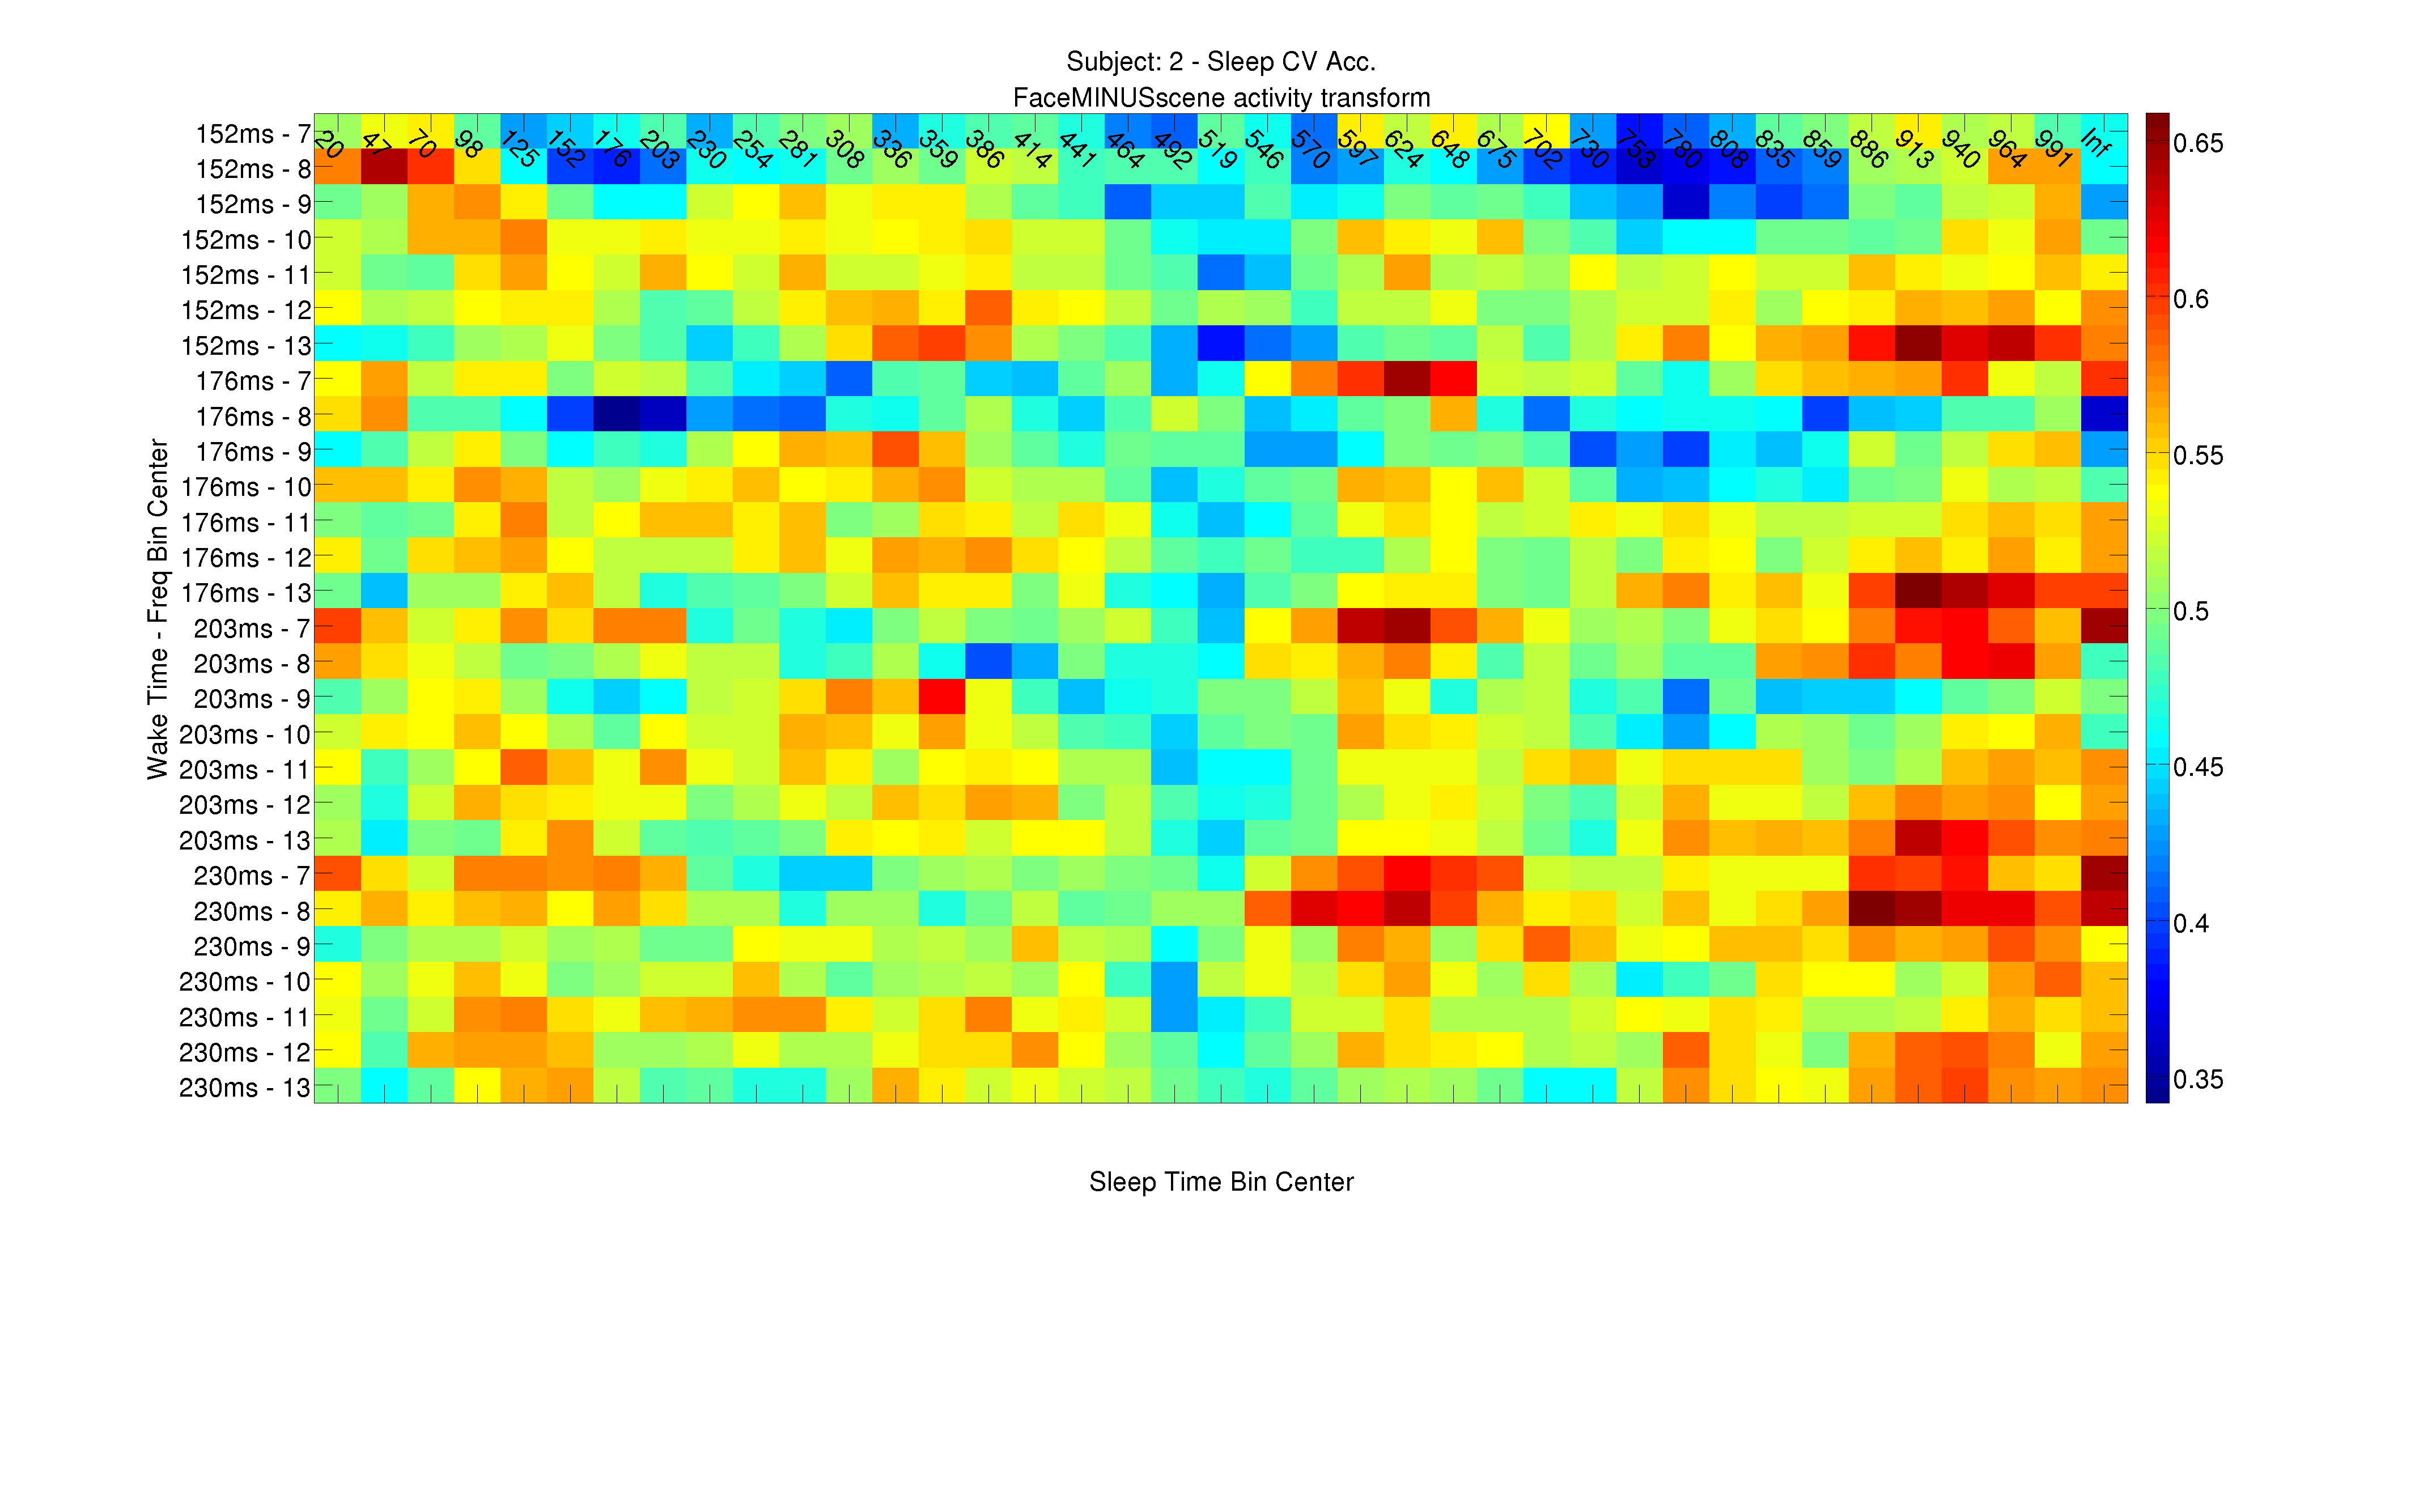 Subject: 2 - Sleep CV Acc.
FaceMINUSscene activity transform
20 47 70 98 125 152 176 203 230 254 281 308 336 359 386 414 441 464 492 519 546 570 597 624 648 675 702 730 753 780 808 835 859 886 913 940 964 991 Inf
152ms - 7
152ms - 8
152ms - 9
152ms - 10
152ms - 11
152ms - 12
152ms - 13
176ms - 7
176ms - 8
176ms - 9
176ms - 10
176ms - 11
176ms - 12
176ms - 13
203ms - 7
203ms - 8
203ms - 9
203ms - 10
203ms - 11
203ms - 12
203ms - 13
230ms - 7
230ms - 8
230ms - 9
230ms - 10
230ms - 11
230ms - 12
230ms - 13
Wake Time - Freq Bin Center
0.65
0.6
0.55
0.5
0.45
0.4
0.35
Sleep Time Bin Center